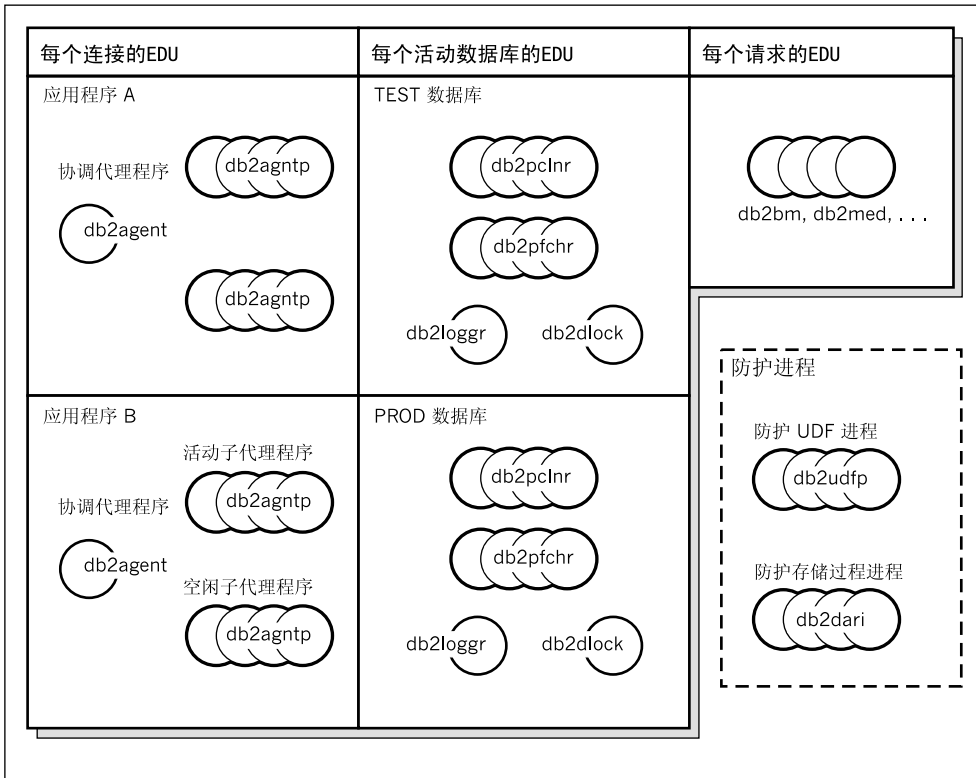 每个连接的EDU
每个活动数据库的EDU
每个请求的EDU
应用程序 A
协调代理程序
db2agent
db2agntp
db2agntp
TEST 数据库
db2pclnr
db2pfchr
db2loggr
db2dlock
db2bm, db2med, . . .
应用程序 B
协调代理程序
db2agent
活动子代理程序
db2agntp
空闲子代理程序
db2agntp
PROD 数据库
db2pclnr
db2pfchr
db2loggr
db2dlock
防护进程
防护 UDF 进程
db2udfp
防护存储过程进程
db2dari